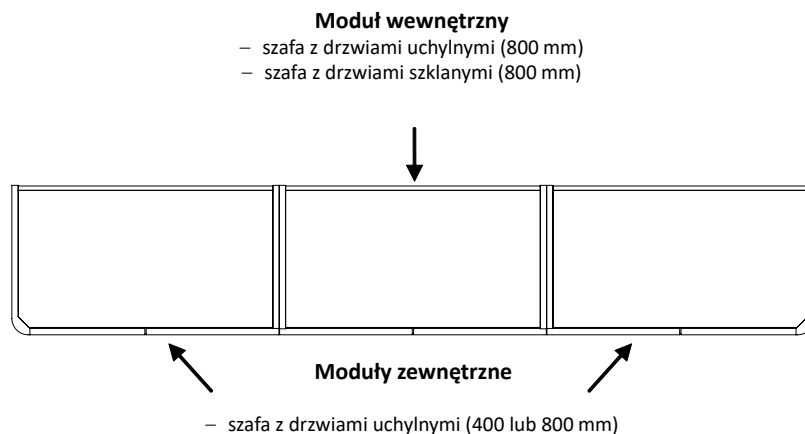 Moduł wewnętrzny
− szafa z drzwiami uchylnymi (800 mm)
− szafa z drzwiami szklanymi (800 mm)
Moduły zewnętrzne
− szafa z drzwiami uchylnymi (400 lub 800 mm)